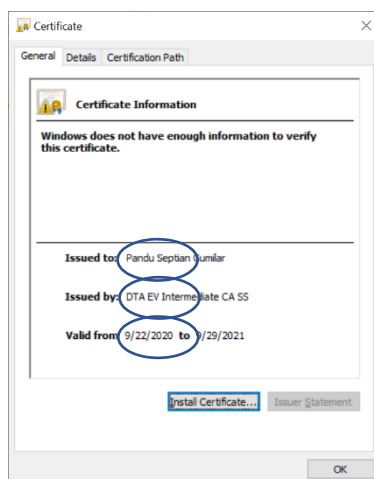 Certificate
General Details Certification Path
Certificate Information
Windows does not have enough information to verify
this certificate.
Issued to: Pandu Septian Gumilar
Issued by: DTA EV Intermediate CA SS
Valid from 9/22/2020 to 9/29/2021
Install Certificate... Issuer Statement
OK